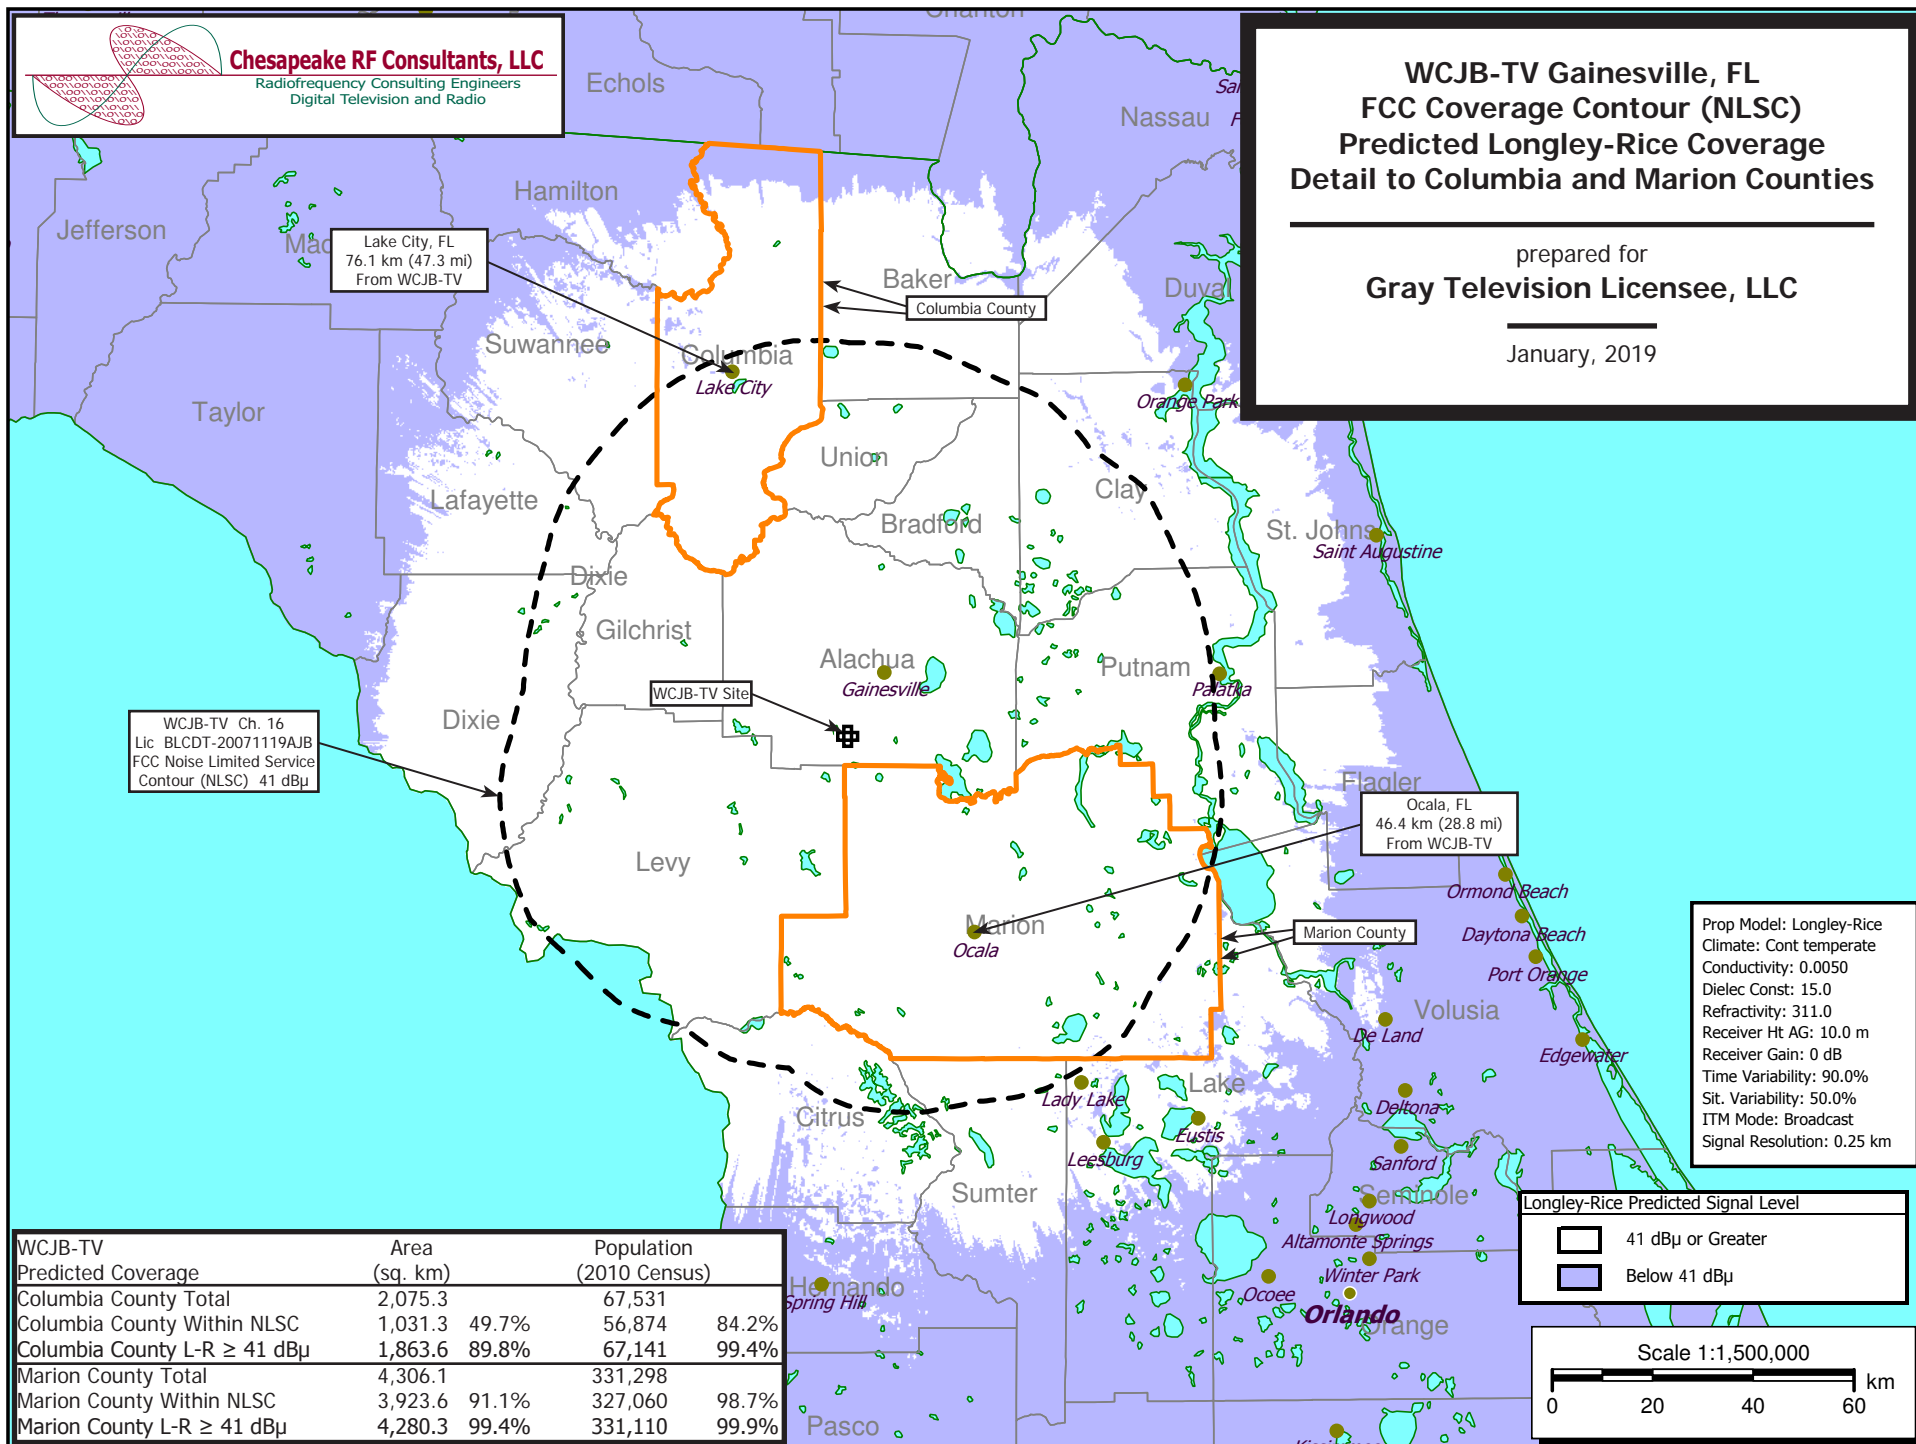 Chesapeake RF Consultants, LLC
Radiofrequency Consulting Engineers
Digital Television and Radio
WCJB-TV Gainesville, FL
FCC Coverage Contour (NLSC)
Predicted Longley-Rice Coverage
Detail to Columbia and Marion Counties
prepared for
Gray Television Licensee, LLC
January, 2019
Echols
Nassau
Hamilton
Jefferson
Lake City, FL
76.1 km (47.3 mi)
From WCJB-TV
Baker
Duval
Columbia County
Suwannee
Columbia
Lake City
Orange Park
Taylor
Union
Lafayette
Clay
Bradford
St. Johns
Saint Augustine
Dixie
Gilchrist
Alachua
Gainesville
Putnam
Palatka
WCJB-TV Site
Dixie
WCJB-TV Ch. 16
Lic BLCDT-20071119AJB
FCC Noise Limited Service
Contour (NLSC) 41 dBµ
Flagler
Ocala, FL
46.4 km (28.8 mi)
From WCJB-TV
Levy
Ormond Beach
Marion
Ocala
Marion County
Daytona Beach
Port Orange
Volusia
De Land
Edgewater
Prop Model: Longley-Rice
Climate: Cont temperate
Conductivity: 0.0050
Dielec Const: 15.0
Refractivity: 311.0
Receiver Ht AG: 10.0 m
Receiver Gain: 0 dB
Time Variability: 90.0%
Sit. Variability: 50.0%
ITM Mode: Broadcast
Signal Resolution: 0.25 km
Lake
Lady Lake
Citrus
Deltona
Eustis
Leesburg
Sanford
Sumter
Seminole
Longwood
Altamonte Springs
Winter Park
Hernando
Spring Hill
Ocoee
Orlando
Orange
Pasco
Longley-Rice Predicted Signal Level
41 dBµ or Greater
Below 41 dBµ
Scale 1:1,500,000
km
0 20 40 60
WCJB-TV Area Population
Predicted Coverage (sq. km) (2010 Census)
Columbia County Total 2,075.3 67,531
Columbia County Within NLSC 1,031.3 49.7% 56,874 84.2%
Columbia County L-R ≥ 41 dBµ 1,863.6 89.8% 67,141 99.4%
Marion County Total 4,306.1 331,298
Marion County Within NLSC 3,923.6 91.1% 327,060 98.7%
Marion County L-R ≥ 41 dBµ 4,280.3 99.4% 331,110 99.9%